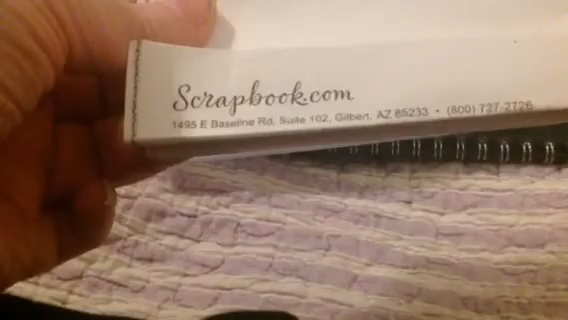 Scrapbook.com
1495 E Baseline Rd, Suite 102, Gilbert, AZ 85233 • (800) 727-2726